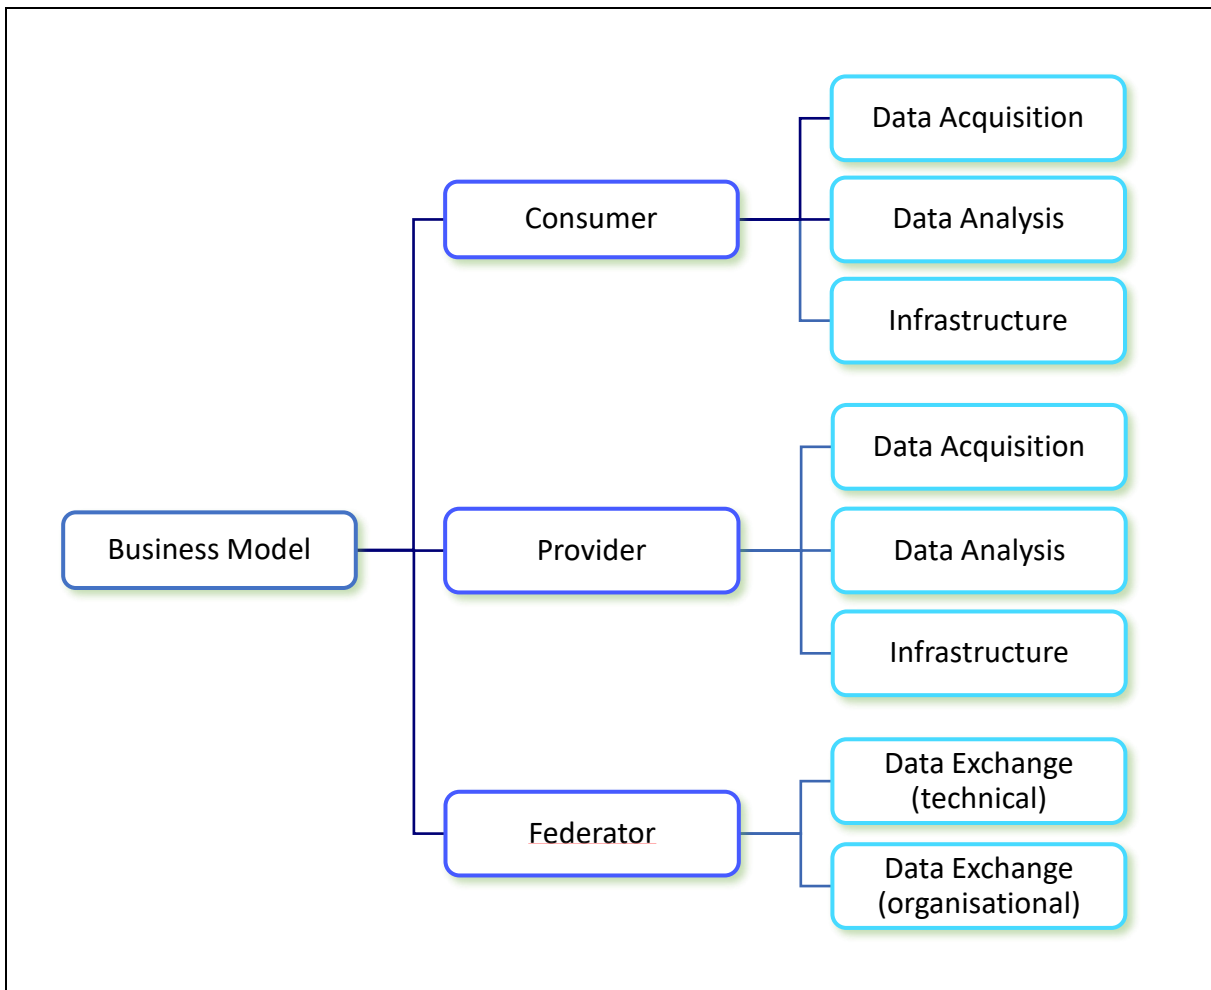 Business Model
Consumer
Data Acquisition
Data Analysis
Infrastructure
Provider
Data Acquisition
Data Analysis
Infrastructure
Federator
Data Exchange
(technical)
Data Exchange
(organisational)